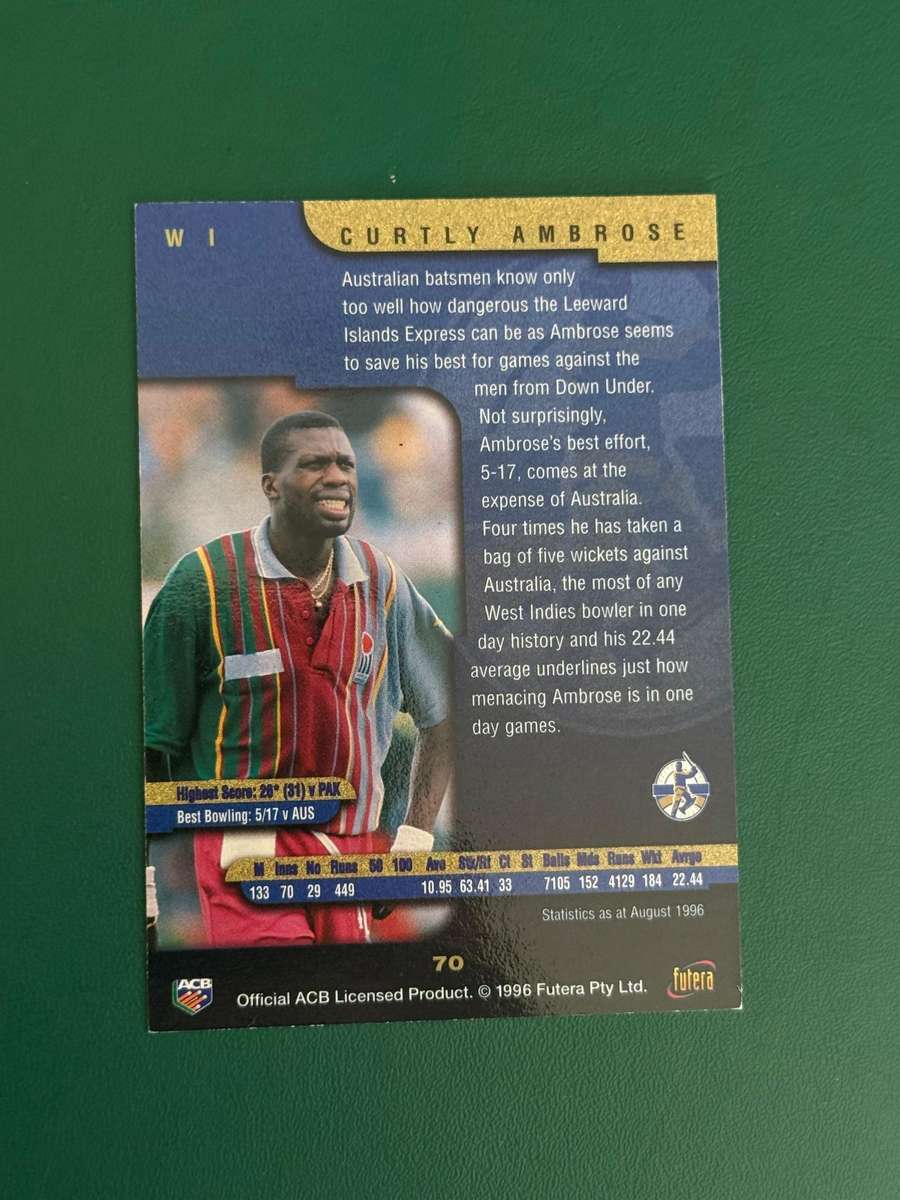 W I
CURTLY AMBROSE
Australian batsmen know only
too well how dangerous the Leeward
Islands Express can be as Ambrose seems
to save his best for games against the
men from Down Under.
Not surprisingly,
Ambrose's best effort,
5-17, comes at the
expense of Australia.
Four times he has taken a
bag of five wickets against
Australia, the most of any
West Indies bowler in one
day history and his 22.44
average underlines just how
menacing Ambrose is in one
day games.
Highest Score: 26* (31) v PAK
Best Bowling: 5/17 v AUS
M Inns No Runs 50 100 Ave Stk/Rt Ct St Balls Mds Runs Wkt Avrge
133 70 29 449 10.95 63.41 33 7105 152 4129 184 22.44
Statistics as at August 1996
70
ACB
Official ACB Licensed Product. © 1996 Futera Pty Ltd.
futera